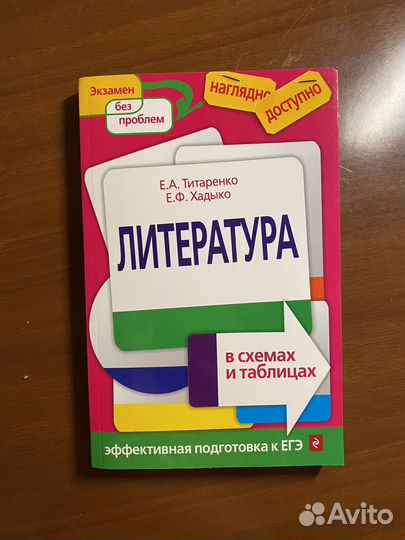 Экзамен
без
проблем
наглядно
доступно
Е.А. Титаренко
Е.Ф. Хадыко
ЛИТЕРАТУРА
в схемах
и таблицах
эффективная подготовка к ЕГЭ
Avito